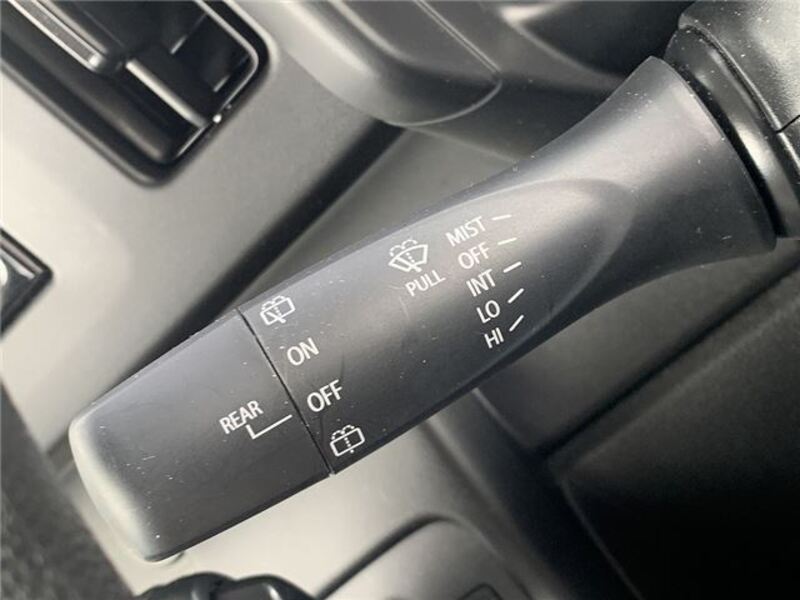 MIST
OFF
INT
LO
HI
PULL
ON
OFF
REAR